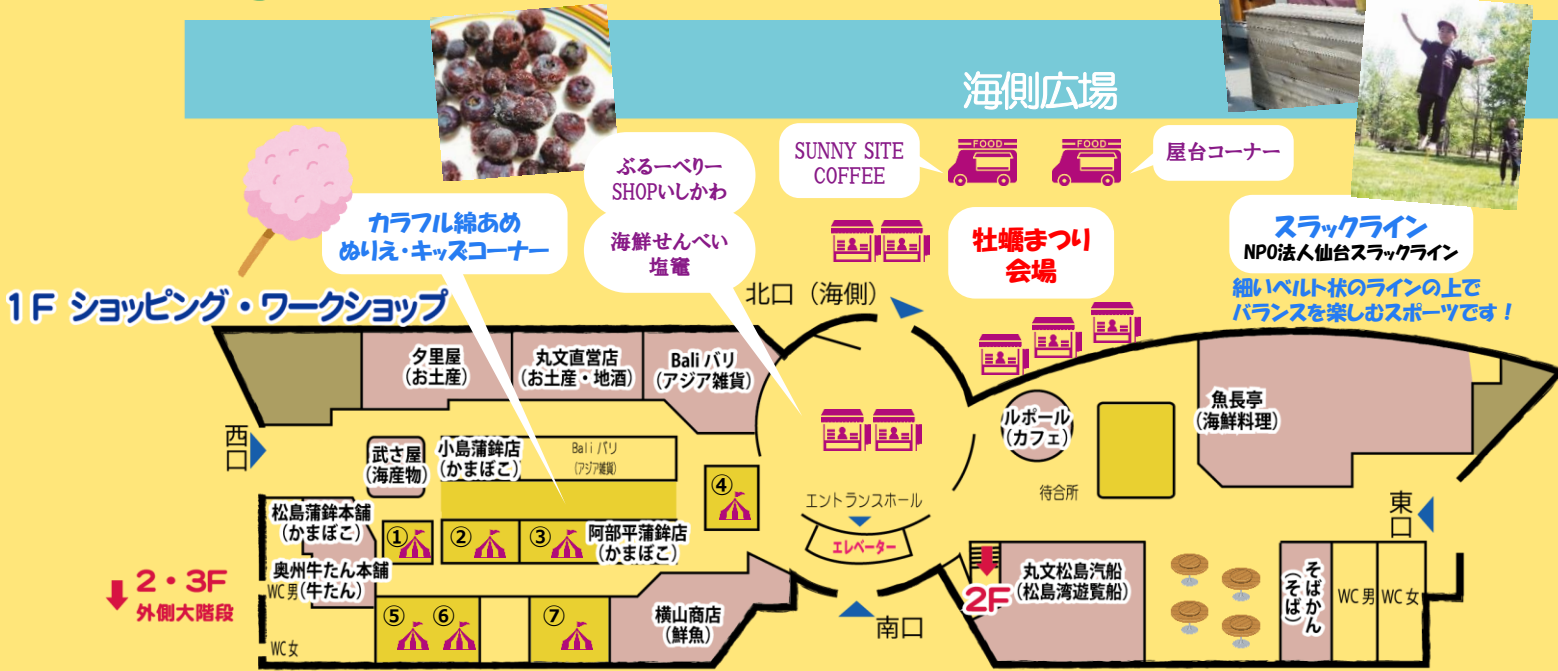 海側広場
ぶるーべりー
SHOPいしかわ
SUNNY SITE
COFFEE
FOOD
FOOD
屋台コーナー
カラフル綿あめ
ぬりえ・キッズコーナー
海鮮せんべい
塩竈
牡蠣まつり
会場
スラックライン
NPO法人仙台スラックライン
細いベルト状のラインの上で
バランスを楽しむスポーツです！
1F ショッピング・ワークショップ
北口（海側）
夕里屋
（お土産）
丸文直営店
（お土産・地酒）
Bali バリ
（アジア雑貨）
西口
武さ屋
（海産物）
小島蒲鉾店
（かまぼこ）
Bali バリ
（アジア雑貨）
④
エントランスホール
エレベーター
ルポール
（カフェ）
待合所
魚長亭
（海鮮料理）
東口
松島蒲鉾本舗
（かまぼこ）
①
②
③
阿部平蒲鉾店
（かまぼこ）
奥州牛たん本舗
（牛たん）
WC 男
WC 女
⑤
⑥
⑦
横山商店
（鮮魚）
南口
2F
丸文松島汽船
（松島湾遊覧船）
そばかん
（そば）
WC 男
WC 女
2・3F
外側大階段